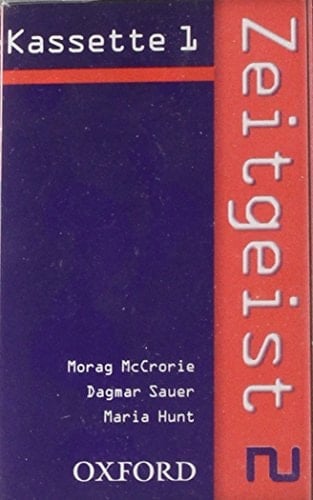 Kassette 1
Zeitgeist 2
Morag McCrorie
Dagmar Sauer
Maria Hunt
OXFORD